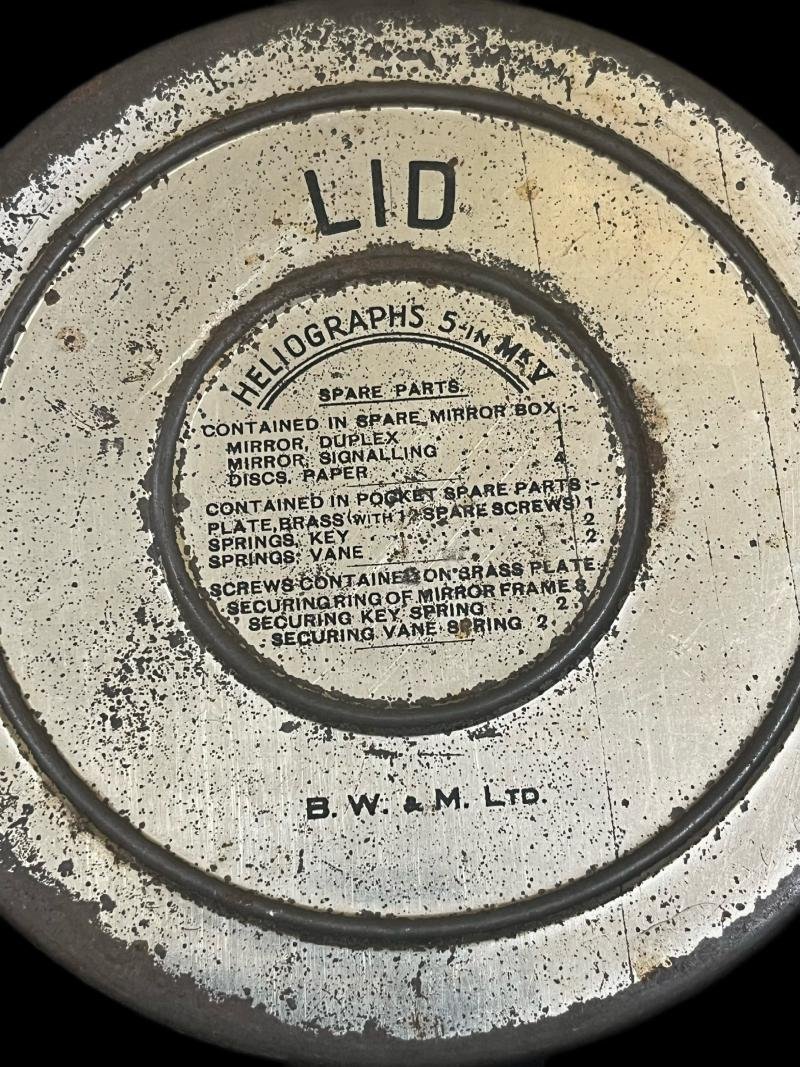 LID
HELIOGRAPHS 5-IN MK V
SPARE PARTS.
CONTAINED IN SPARE MIRROR BOX:-
MIRROR, DUPLEX
MIRROR, SIGNALLING
DISCS, PAPER 4
CONTAINED IN POCKET SPARE PARTS:-
PLATE, BRASS (WITH 12 SPARE SCREWS) 1
SPRINGS, KEY 2
SPRINGS, VANE 2
SCREWS CONTAINED ON BRASS PLATE.
SECURING RING OF MIRROR FRAME 8.
SECURING KEY SPRING 2.
SECURING VANE SPRING 2.
B. W. & M. LTD.